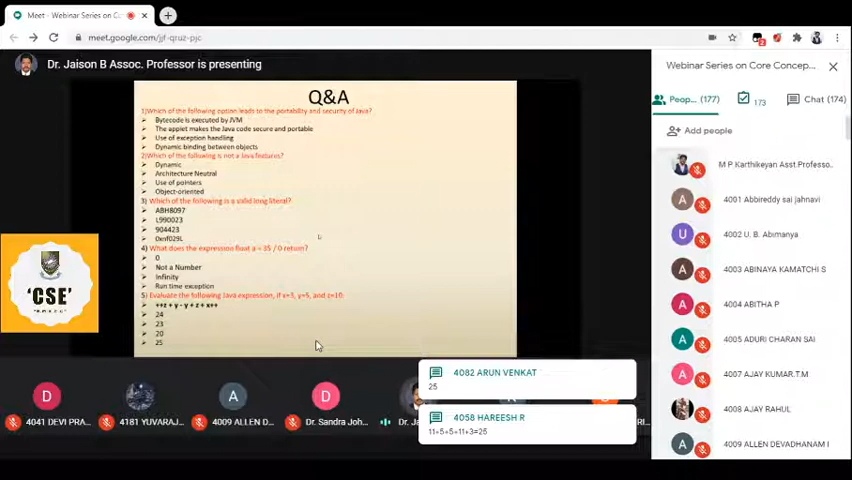 Meet - Webinar Series on Co
meet.google.com/jjf-qruz-pjc
2
Dr. Jaison B Assoc. Professor is presenting
Q&A
1)Which of the following option leads to the portability and security of Java?
Bytecode is executed by JVM
The applet makes the Java code secure and portable
Use of exception handling
Dynamic binding between objects
2)Which of the following is not a Java features?
Dynamic
Architecture Neutral
Use of pointers
Object-oriented
3) Which of the following is a valid long literal?
ABH8097
L990023
904423
0xnf029L
4) What does the expression float a = 35 / 0 return?
0
Not a Number
Infinity
Run time exception
5) Evaluate the following Java expression, if x=3, y=5, and z=10:
++z + y - y + z + x++
24
23
20
25
'CSE'
D
4041 DEVI PRA...
4181 YUVARAJ...
A
4009 ALLEN D...
D
Dr. Sandra Joh...
Dr. Ja
4082 ARUN VENKAT
25
4058 HAREESH R
11+5+5+11+3=25
Webinar Series on Core Concep...
Peop... (177)
173
Chat (174)
Add people
M P Karthikeyan Asst.Professo...
A
4001 Abbireddy sai jahnavi
U
4002 U. B. Abimanya
A
4003 ABINAYA KAMATCHI S
A
4004 ABITHA P
A
4005 ADURI CHARAN SAI
A
4007 AJAY KUMAR.T.M
4008 AJAY RAHUL
A
4009 ALLEN DEVADHANAM I